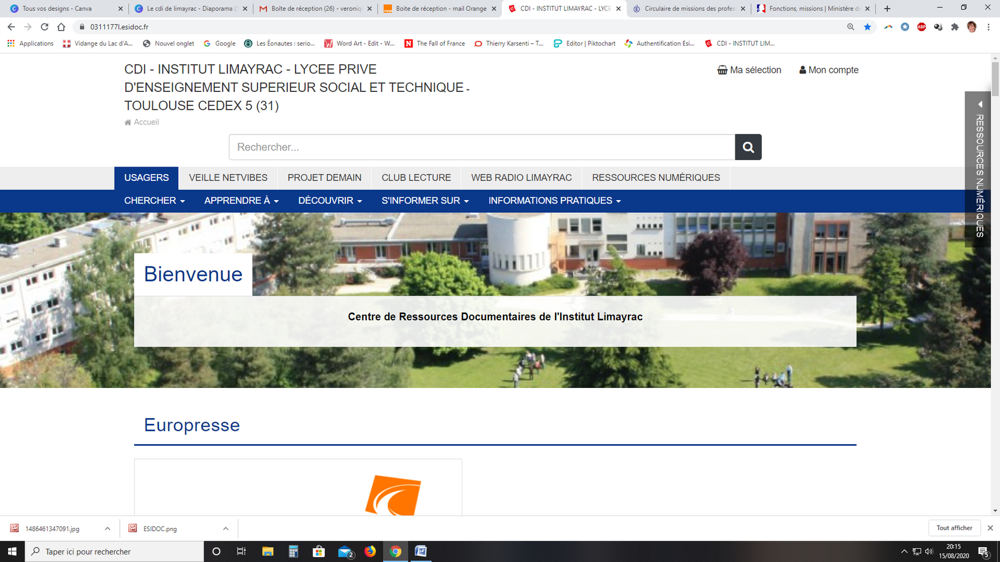 Tous vos designs - Canva
Le cdi de limayrac - Diaporama (1
Boîte de réception (26) - veroniq
Boite de réception - mail Orange
CDI - INSTITUT LIMAYRAC - LYCE
Circulaire de missions des profes
Fonctions, missions | Ministère de
0311177l.esidoc.fr
Applications
Vidange du Lac d'A...
Nouvel onglet
Google
Les Éonautes : serio...
Word Art - Edit - W...
The Fall of France
Thierry Karsenti – T...
Editor | Piktochart
Authentification Esi...
CDI - INSTITUT LIM...
ABP
CDI - INSTITUT LIMAYRAC - LYCEE PRIVE
D'ENSEIGNEMENT SUPERIEUR SOCIAL ET TECHNIQUE -
TOULOUSE CEDEX 5 (31)
Ma sélection
Mon compte
Accueil
Rechercher...
RESSOURCES NUMÉRIQUES
USAGERS
VEILLE NETVIBES
PROJET DEMAIN
CLUB LECTURE
WEB RADIO LIMAYRAC
RESSOURCES NUMÉRIQUES
CHERCHER
APPRENDRE À
DÉCOUVRIR
S'INFORMER SUR
INFORMATIONS PRATIQUES
Bienvenue
Centre de Ressources Documentaires de l'Institut Limayrac
Europresse
1486461347091.jpg
ESIDOC.png
Tout afficher
Taper ici pour rechercher
2
20:15
15/08/2020
5